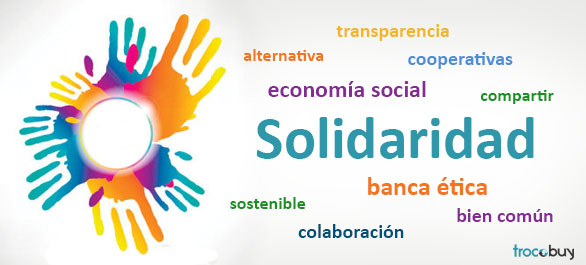 transparencia
alternativa
cooperativas
economía social
compartir
Solidaridad
banca ética
sostenible
bien común
colaboración
trocobuy